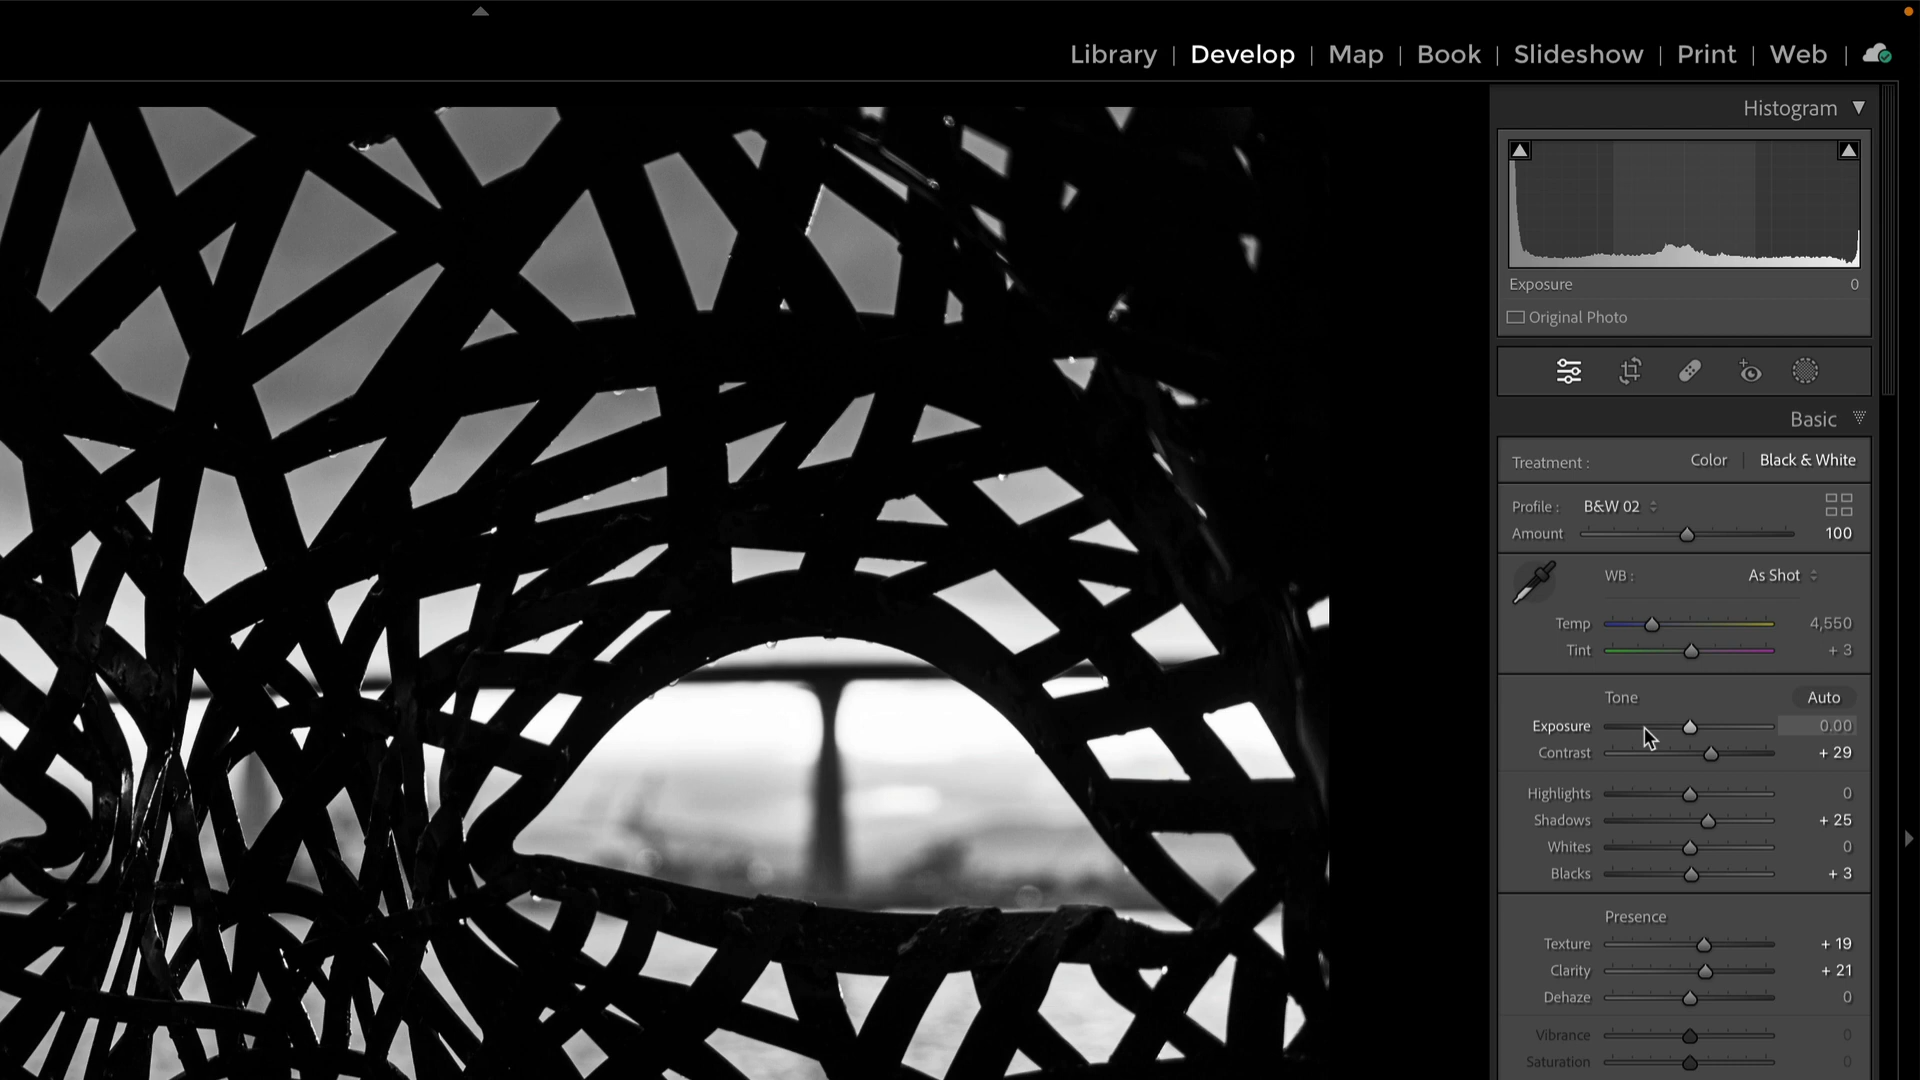 Library | Develop | Map | Book | Slideshow | Print | Web |
Histogram
Exposure 0
Original Photo
Basic
Treatment : Color | Black & White
Profile : B&W 02
Amount 100
WB : As Shot
Temp 4,550
Tint + 3
Tone Auto
Exposure 0.00
Contrast + 29
Highlights 0
Shadows + 25
Whites 0
Blacks + 3
Presence
Texture + 19
Clarity + 21
Dehaze 0
Vibrance 0
Saturation 0